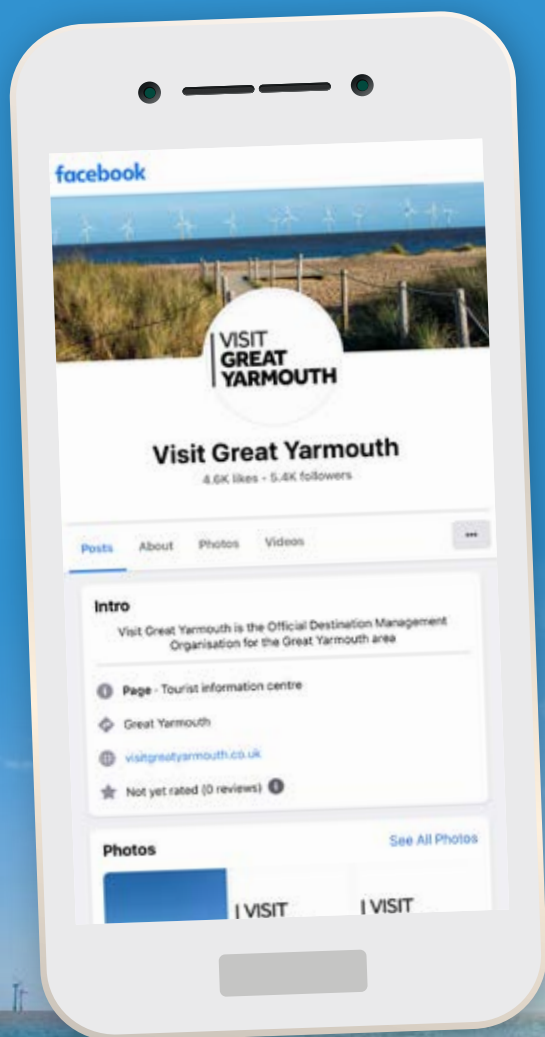 facebook
VISIT
GREAT
YARMOUTH
Visit Great Yarmouth
4.6K likes • 5.4K followers
Posts About Photos Videos
Intro
Visit Great Yarmouth is the Official Destination Management
Organisation for the Great Yarmouth area
Page · Tourist information centre
Great Yarmouth
visitgreatyarmouth.co.uk
Not yet rated (0 reviews)
Photos See All Photos
VISIT VISIT